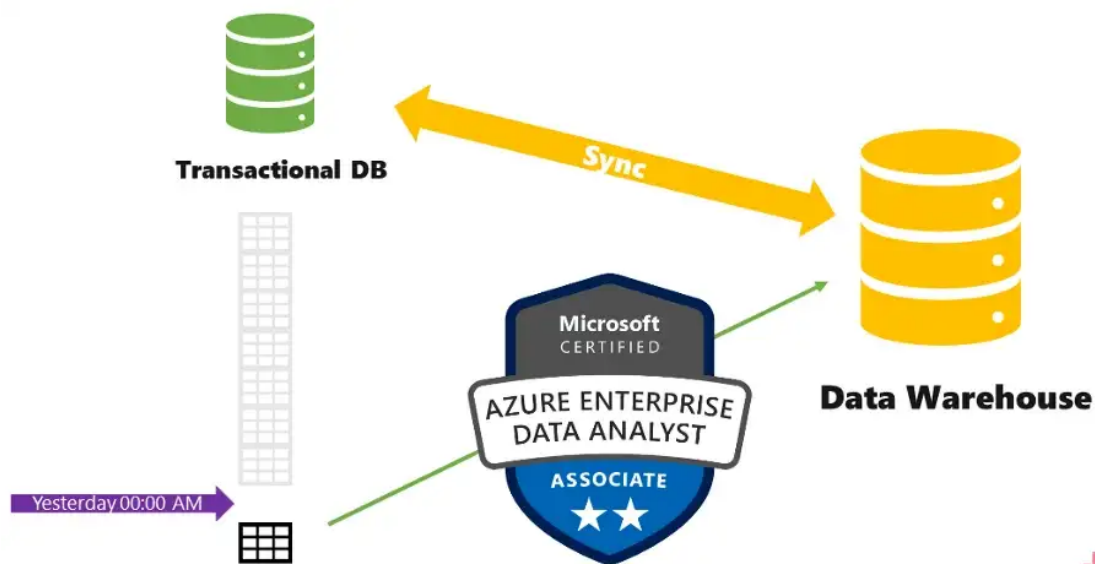 Transactional DB
Sync
Microsoft
CERTIFIED
AZURE ENTERPRISE
DATA ANALYST
ASSOCIATE
Data Warehouse
Yesterday 00:00 AM